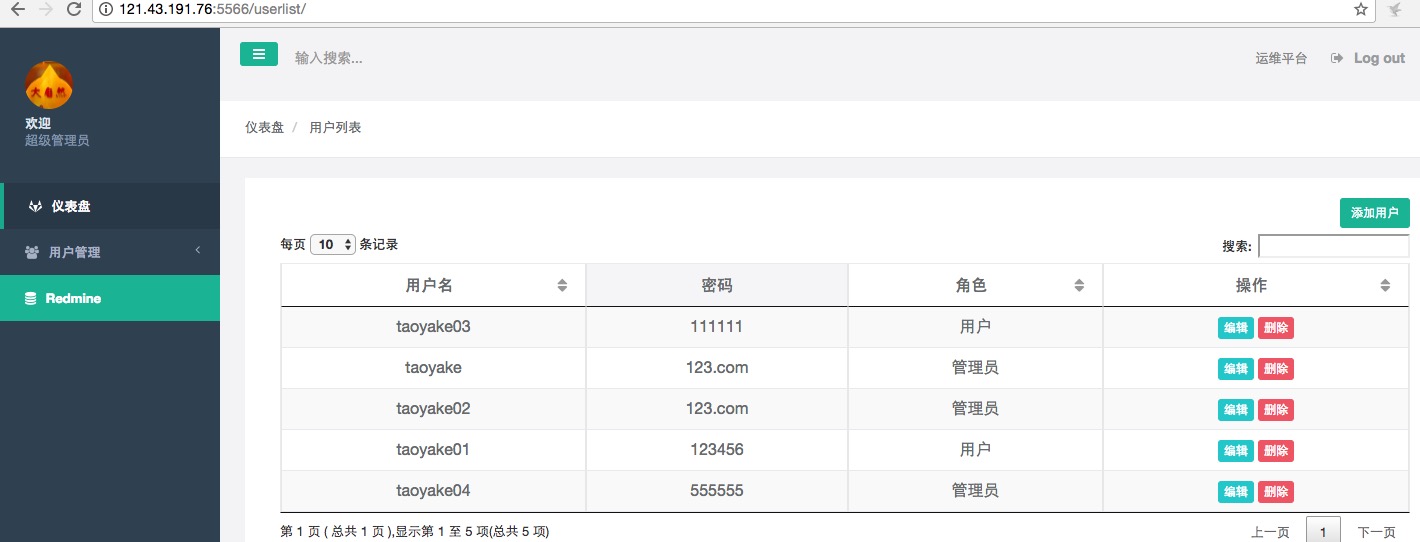 121.43.191.76:5566/userlist/
输入搜索...
运维平台 Log out
大自然
欢迎
超级管理员
仪表盘 / 用户列表
仪表盘
用户管理
Redmine
添加用户
每页 10 条记录 搜索:
用户名 密码 角色 操作
taoyake03 111111 用户 编辑 删除
taoyake 123.com 管理员 编辑 删除
taoyake02 123.com 管理员 编辑 删除
taoyake01 123456 用户 编辑 删除
taoyake04 555555 管理员 编辑 删除
第 1 页 ( 总共 1 页 ),显示第 1 至 5 项(总共 5 项) 上一页 1 下一页